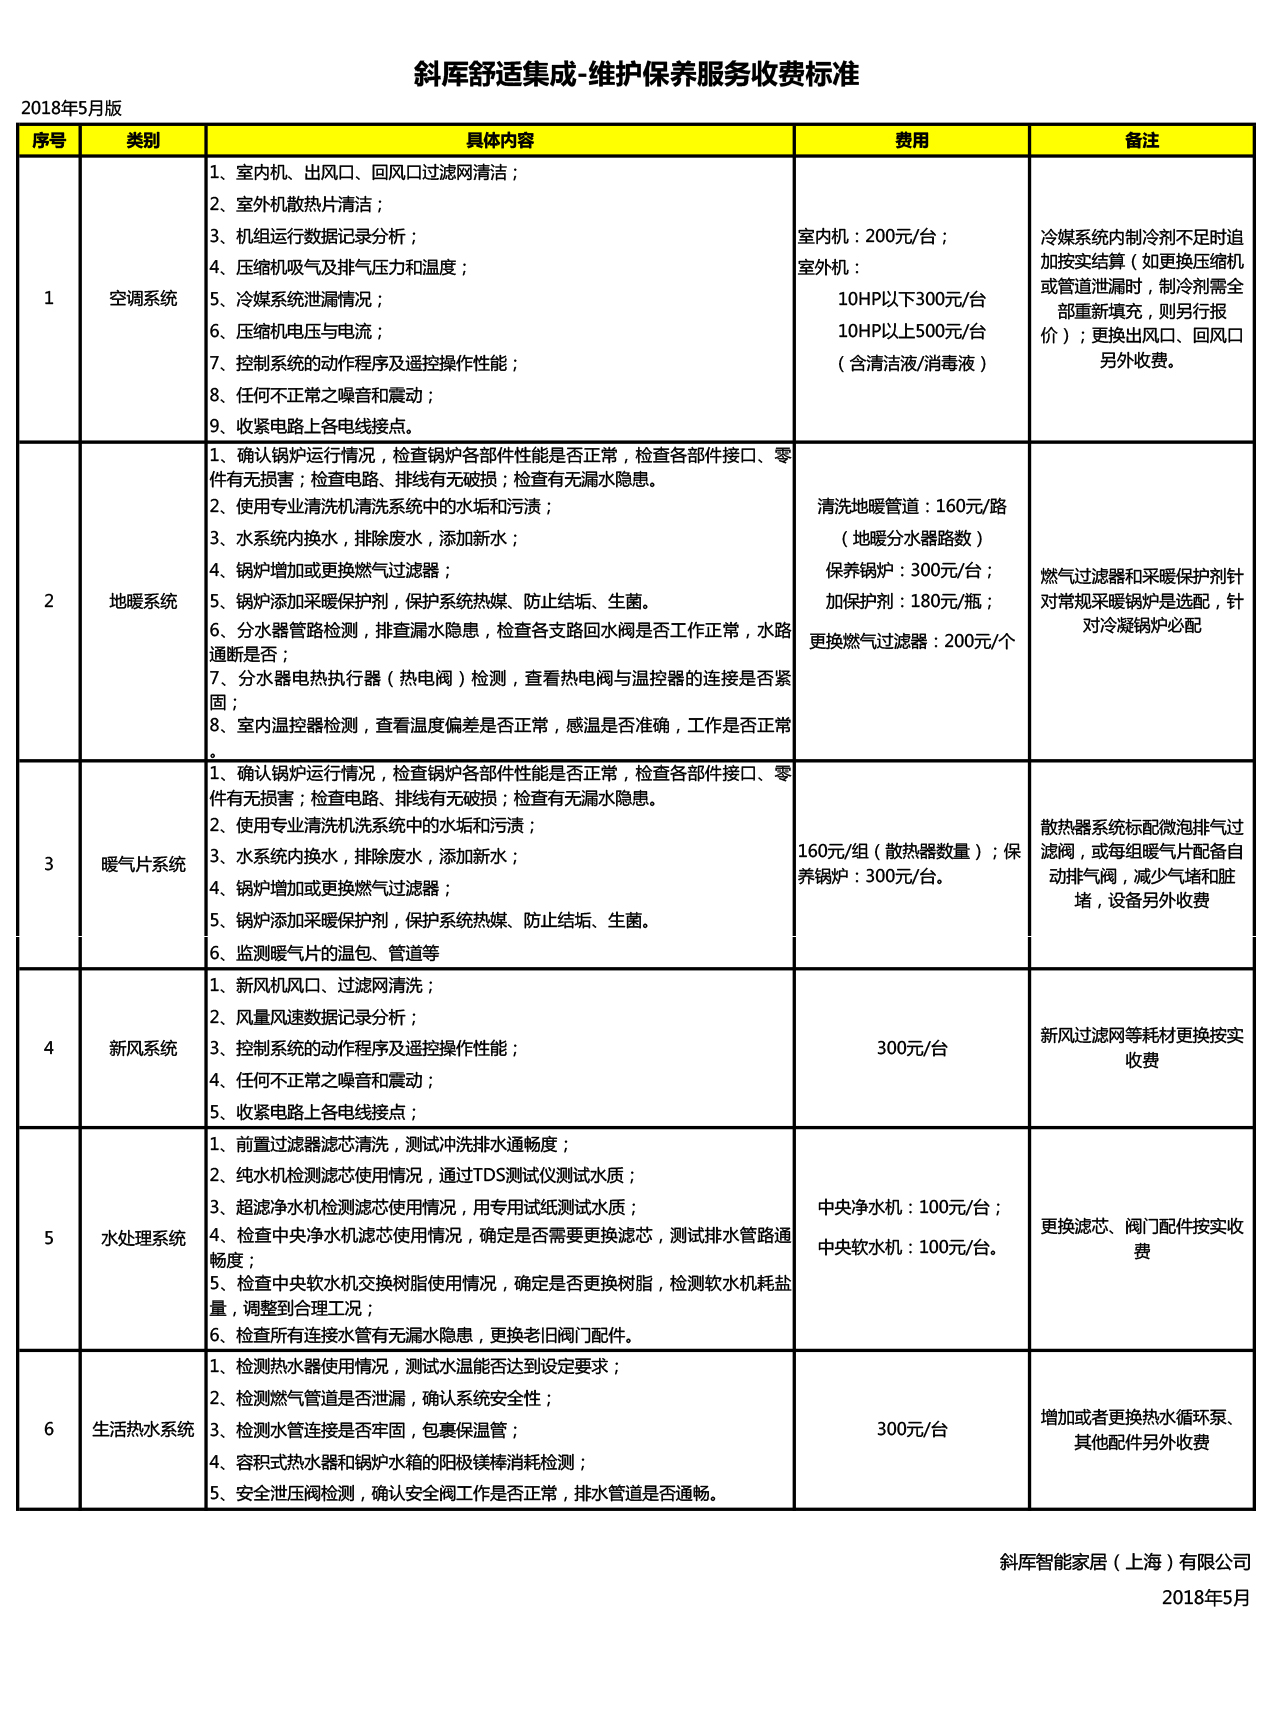 斜厍舒适集成-维护保养服务收费标准
2018年5月版
序号 类别 具体内容 费用 备注
1 空调系统
1、室内机、出风口、回风口过滤网清洁；
2、室外机散热片清洁；
3、机组运行数据记录分析；
4、压缩机吸气及排气压力和温度；
5、冷媒系统泄漏情况；
6、压缩机电压与电流；
7、控制系统的动作程序及遥控操作性能；
8、任何不正常之噪音和震动；
9、收紧电路上各电线接点。
室内机：200元/台；
室外机：
10HP以下300元/台
10HP以上500元/台
（含清洁液/消毒液）
冷媒系统内制冷剂不足时追
加按实结算（如更换压缩机
或管道泄漏时，制冷剂需全
部重新填充，则另行报
价）；更换出风口、回风口
另外收费。
2 地暖系统
1、确认锅炉运行情况，检查锅炉各部件性能是否正常，检查各部件接口、零
件有无损害；检查电路、排线有无破损；检查有无漏水隐患。
2、使用专业清洗机清洗系统中的水垢和污渍；
3、水系统内换水，排除废水，添加新水；
4、锅炉增加或更换燃气过滤器；
5、锅炉添加采暖保护剂，保护系统热媒、防止结垢、生菌。
6、分水器管路检测，排查漏水隐患，检查各支路回水阀是否工作正常，水路
通断是否；
7、分水器电热执行器（热电阀）检测，查看热电阀与温控器的连接是否紧
固；
8、室内温控器检测，查看温度偏差是否正常，感温是否准确，工作是否正常
。
清洗地暖管道：160元/路
（地暖分水器路数）
保养锅炉：300元/台；
加保护剂：180元/瓶；
更换燃气过滤器：200元/个
燃气过滤器和采暖保护剂针
对常规采暖锅炉是选配，针
对冷凝锅炉必配
3 暖气片系统
1、确认锅炉运行情况，检查锅炉各部件性能是否正常，检查各部件接口、零
件有无损害；检查电路、排线有无破损；检查有无漏水隐患。
2、使用专业清洗机洗系统中的水垢和污渍；
3、水系统内换水，排除废水，添加新水；
4、锅炉增加或更换燃气过滤器；
5、锅炉添加采暖保护剂，保护系统热媒、防止结垢、生菌。
6、监测暖气片的温包、管道等
160元/组（散热器数量）；保
养锅炉：300元/台。
散热器系统标配微泡排气过
滤阀，或每组暖气片配备自
动排气阀，减少气堵和脏
堵，设备另外收费
4 新风系统
1、新风机风口、过滤网清洗；
2、风量风速数据记录分析；
3、控制系统的动作程序及遥控操作性能；
4、任何不正常之噪音和震动；
5、收紧电路上各电线接点；
300元/台
新风过滤网等耗材更换按实
收费
5 水处理系统
1、前置过滤器滤芯清洗，测试冲洗排水通畅度；
2、纯水机检测滤芯使用情况，通过TDS测试仪测试水质；
3、超滤净水机检测滤芯使用情况，用专用试纸测试水质；
4、检查中央净水机滤芯使用情况，确定是否需要更换滤芯，测试排水管路通
畅度；
5、检查中央软水机交换树脂使用情况，确定是否更换树脂，检测软水机耗盐
量，调整到合理工况；
6、检查所有连接水管有无漏水隐患，更换老旧阀门配件。
中央净水机：100元/台；
中央软水机：100元/台。
更换滤芯、阀门配件按实收
费
6 生活热水系统
1、检测热水器使用情况，测试水温能否达到设定要求；
2、检测燃气管道是否泄漏，确认系统安全性；
3、检测水管连接是否牢固，包裹保温管；
4、容积式热水器和锅炉水箱的阳极镁棒消耗检测；
5、安全泄压阀检测，确认安全阀工作是否正常，排水管道是否通畅。
300元/台
增加或者更换热水循环泵、
其他配件另外收费
斜厍智能家居（上海）有限公司
2018年5月